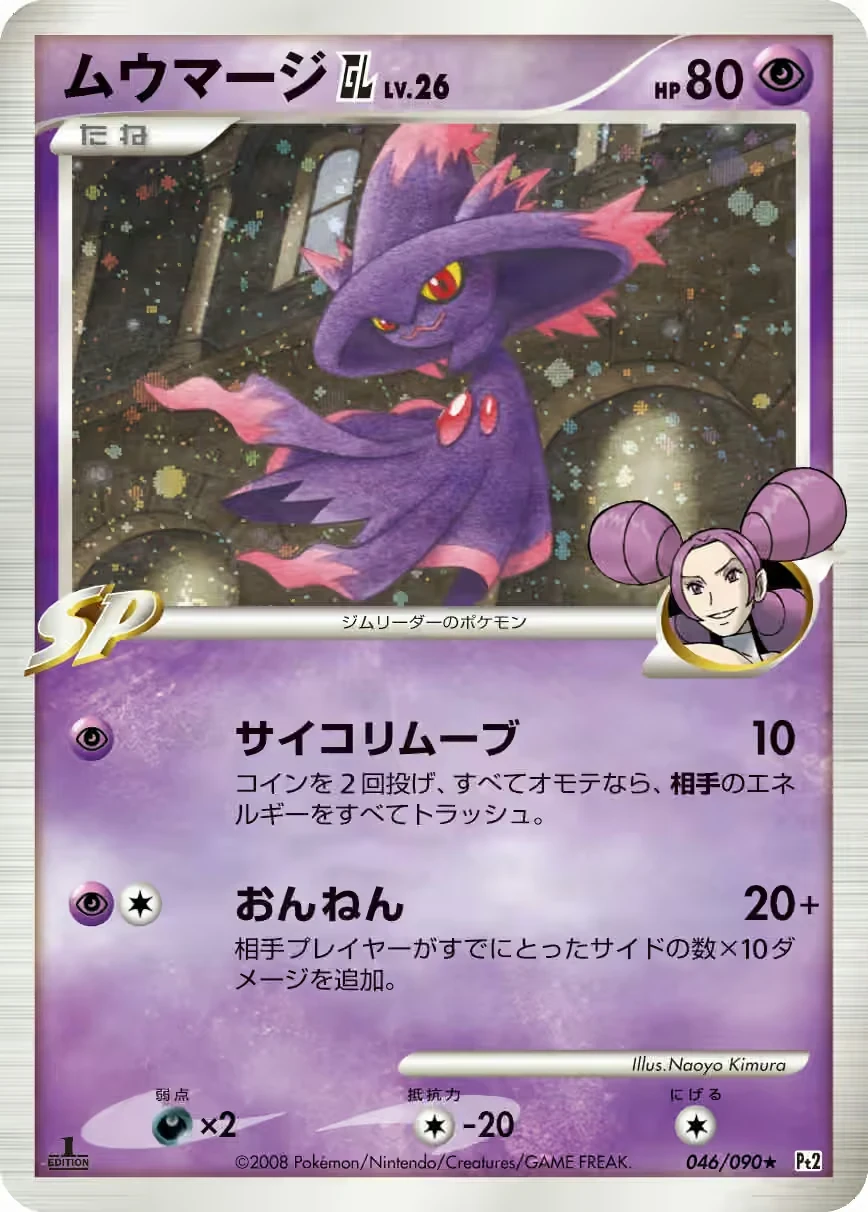 ムウマージ GL LV.26 HP80
たね
SP
ジムリーダーのポケモン
サイコリムーブ 10
コインを2回投げ、すべてオモテなら、相手のエネ
ルギーをすべてトラッシュ。
おんねん 20+
相手プレイヤーがすでにとったサイドの数×10ダ
メージを追加。
Illus.Naoyo Kimura
弱点 抵抗力 にげる
×2 -20
1 EDITION ©2008 Pokémon/Nintendo/Creatures/GAME FREAK. 046/090★ Pt2